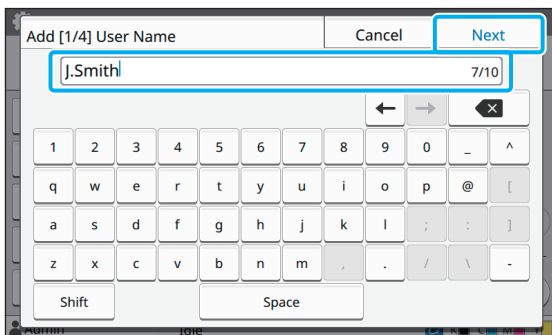 Add [1/4] User Name Cancel Next
J.Smith 7/10
← →
1 2 3 4 5 6 7 8 9 0 _ ^
q w e r t y u i o p @ [
a s d f g h j k l ; : ]
z x c v b n m , . / \ -
Shift Space
Admin Idle K C M Y